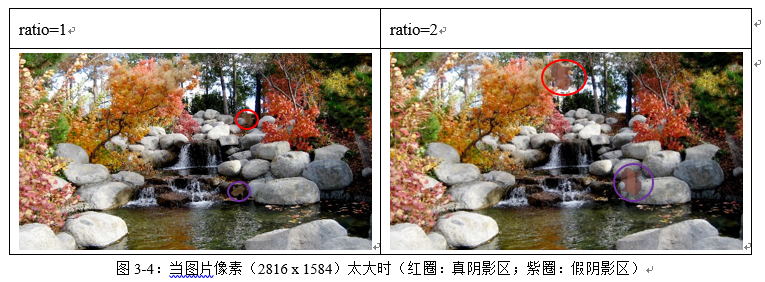 ratio=1
ratio=2
图 3-4：当图片像素（2816 x 1584）太大时（红圈：真阴影区；紫圈：假阴影区）